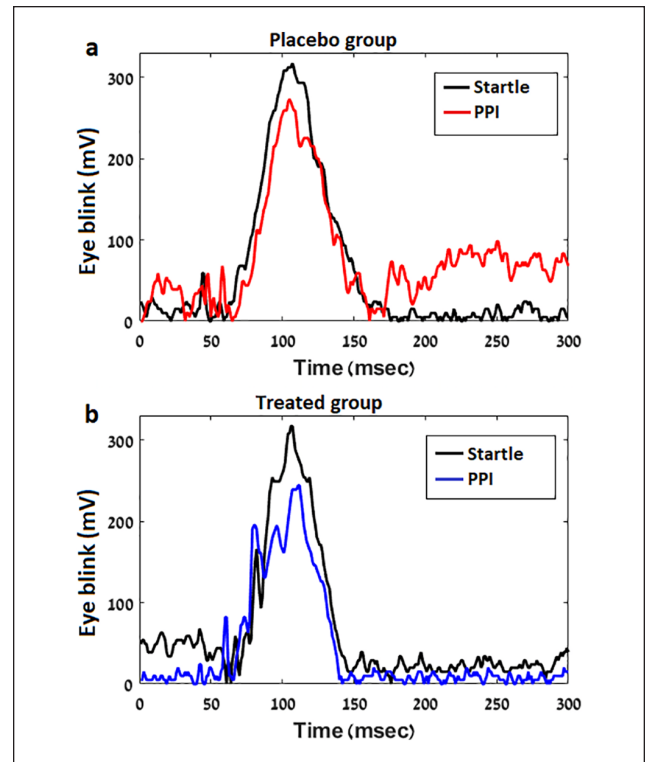 a
Placebo group
Startle
PPI
Eye blink (mV)
300
200
100
0
0 50 100 150 200 250 300
Time (msec)
b
Treated group
Startle
PPI
Eye blink (mV)
300
200
100
0
0 50 100 150 200 250 300
Time (msec)